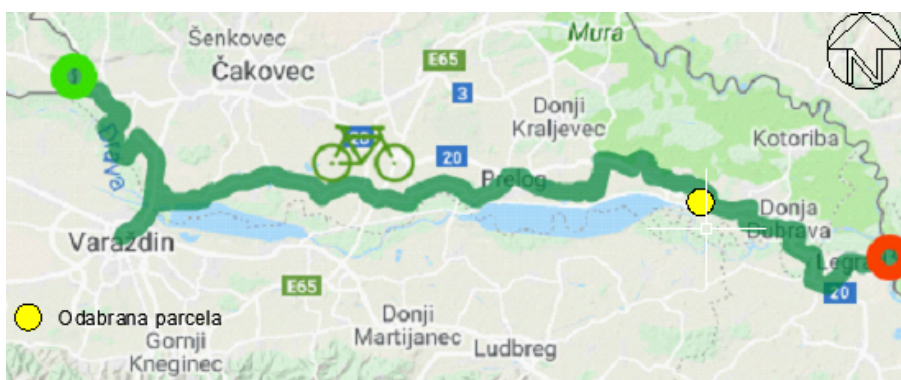 Šenkovec
Čakovec
E65
Mura
N
3
Donji
Kraljevec
Kotoriba
20
20
Drava
Prelog
Varaždin
Donja
Dubrava
Legrad
20
E65
Odabrana parcela
Donji
Martijanec
Gornji
Kneginec
Ludbreg